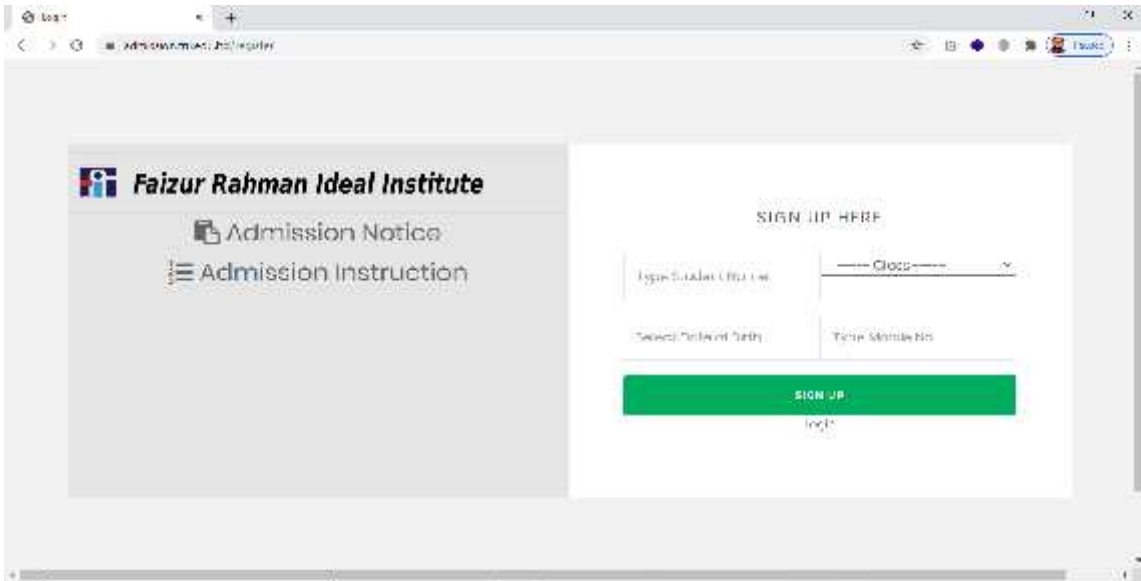 Login
Faizur Rahman Ideal Institute
Admission Notice
Admission Instruction
SIGN UP HERE
Type Student Name
------ Class ------
Select Date of Birth
Type Mobile No
SIGN UP
Login